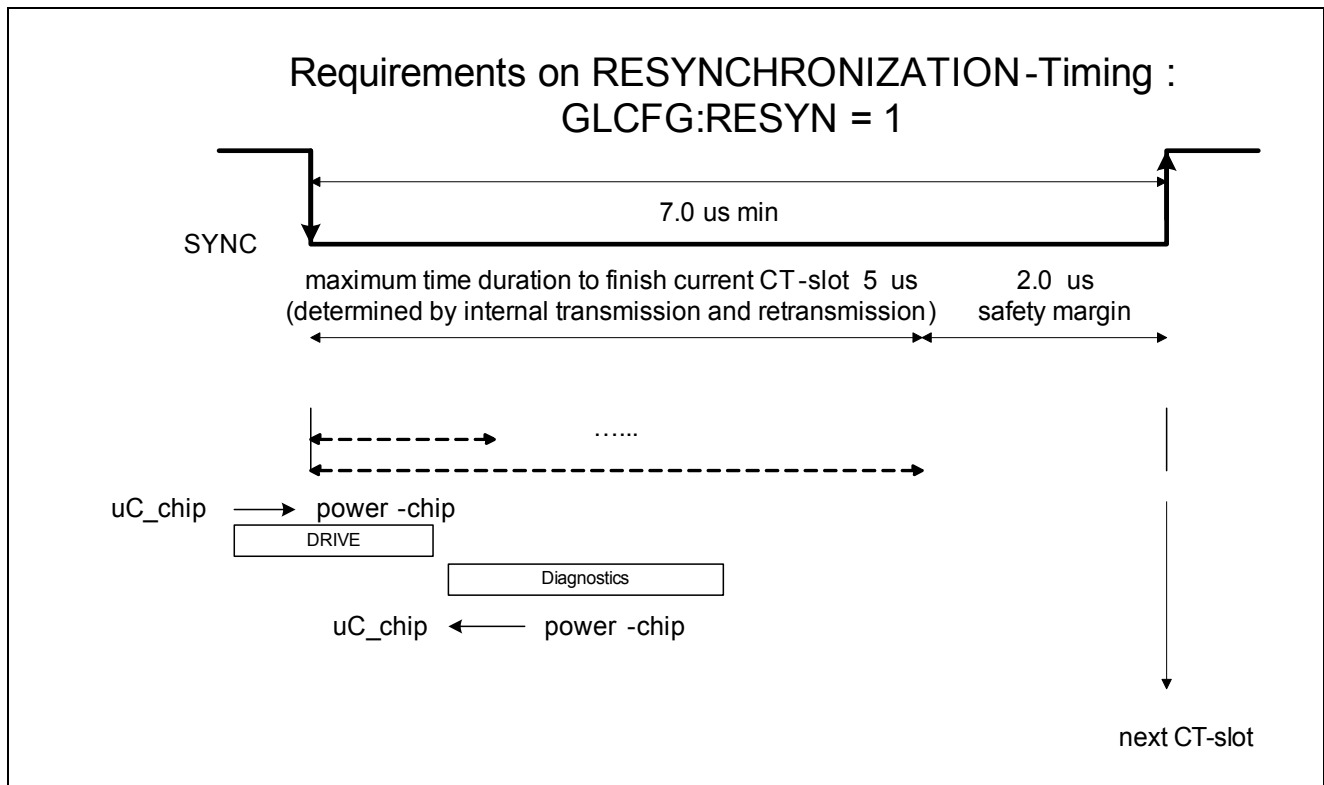 Requirements on RESYNCHRONIZATION-Timing :
GLCFG:RESYN = 1
7.0 us min
SYNC
maximum time duration to finish current CT-slot 5 us
(determined by internal transmission and retransmission)
2.0 us
safety margin
…...
uC_chip power -chip
DRIVE
Diagnostics
uC_chip power -chip
next CT-slot